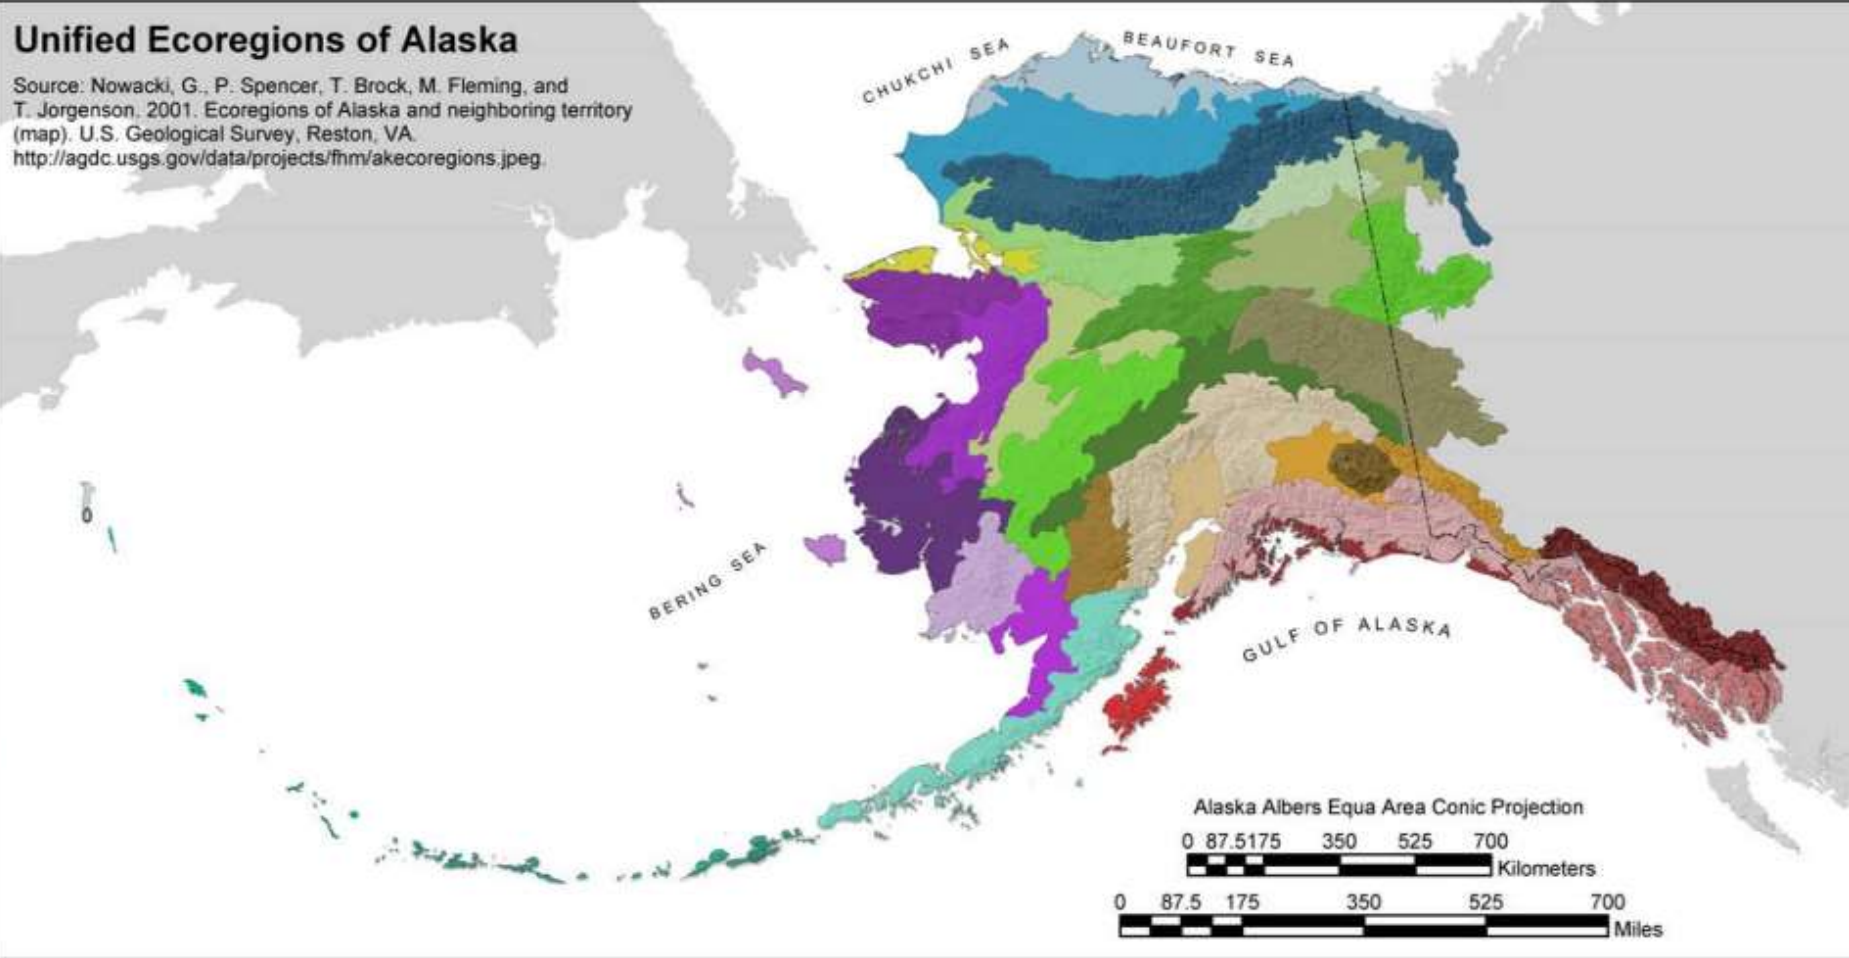 Unified Ecoregions of Alaska
Source: Nowacki, G., P. Spencer, T. Brock, M. Fleming, and
T. Jorgenson. 2001. Ecoregions of Alaska and neighboring territory
(map). U.S. Geological Survey, Reston, VA.
http://agdc.usgs.gov/data/projects/fhm/akecoregions.jpeg.
CHUKCHI SEA
BEAUFORT SEA
BERING SEA
GULF OF ALASKA
0
Alaska Albers Equa Area Conic Projection
0 87.5175 350 525 700
Kilometers
0 87.5 175 350 525 700
Miles